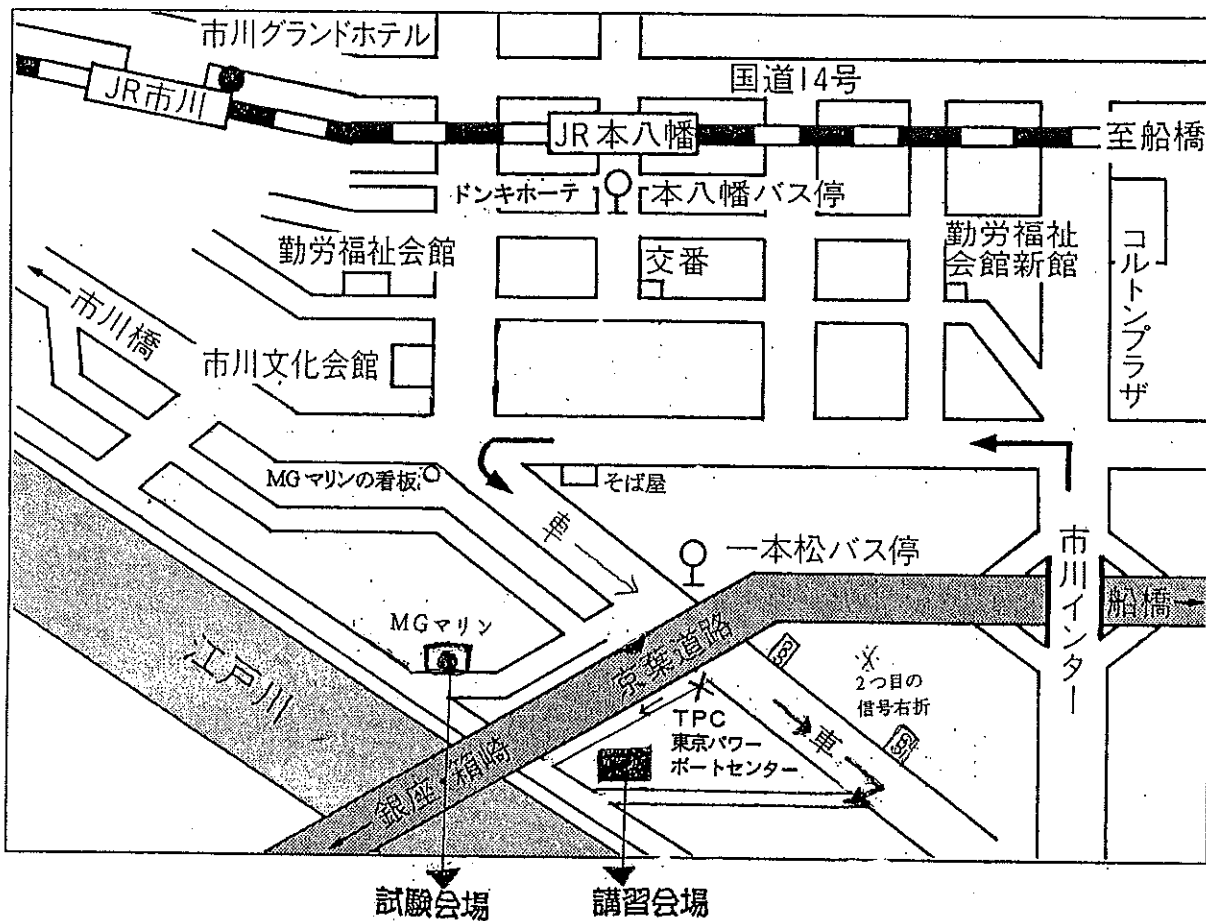 市川グランドホテル
国道14号
JR市川
JR本八幡
至船橋
ドンキホーテ
本八幡バス停
勤労福祉会館
交番
勤労福祉
会館新館
コルトンプラザ
市川橋
市川文化会館
MGマリンの看板
そば屋
車
一本松バス停
市川インター
船橋
MGマリン
江戸川
京葉道路
2つ目の
信号右折
TPC
東京パワー
ボートセンター
車
銀座・箱崎
試験会場
講習会場